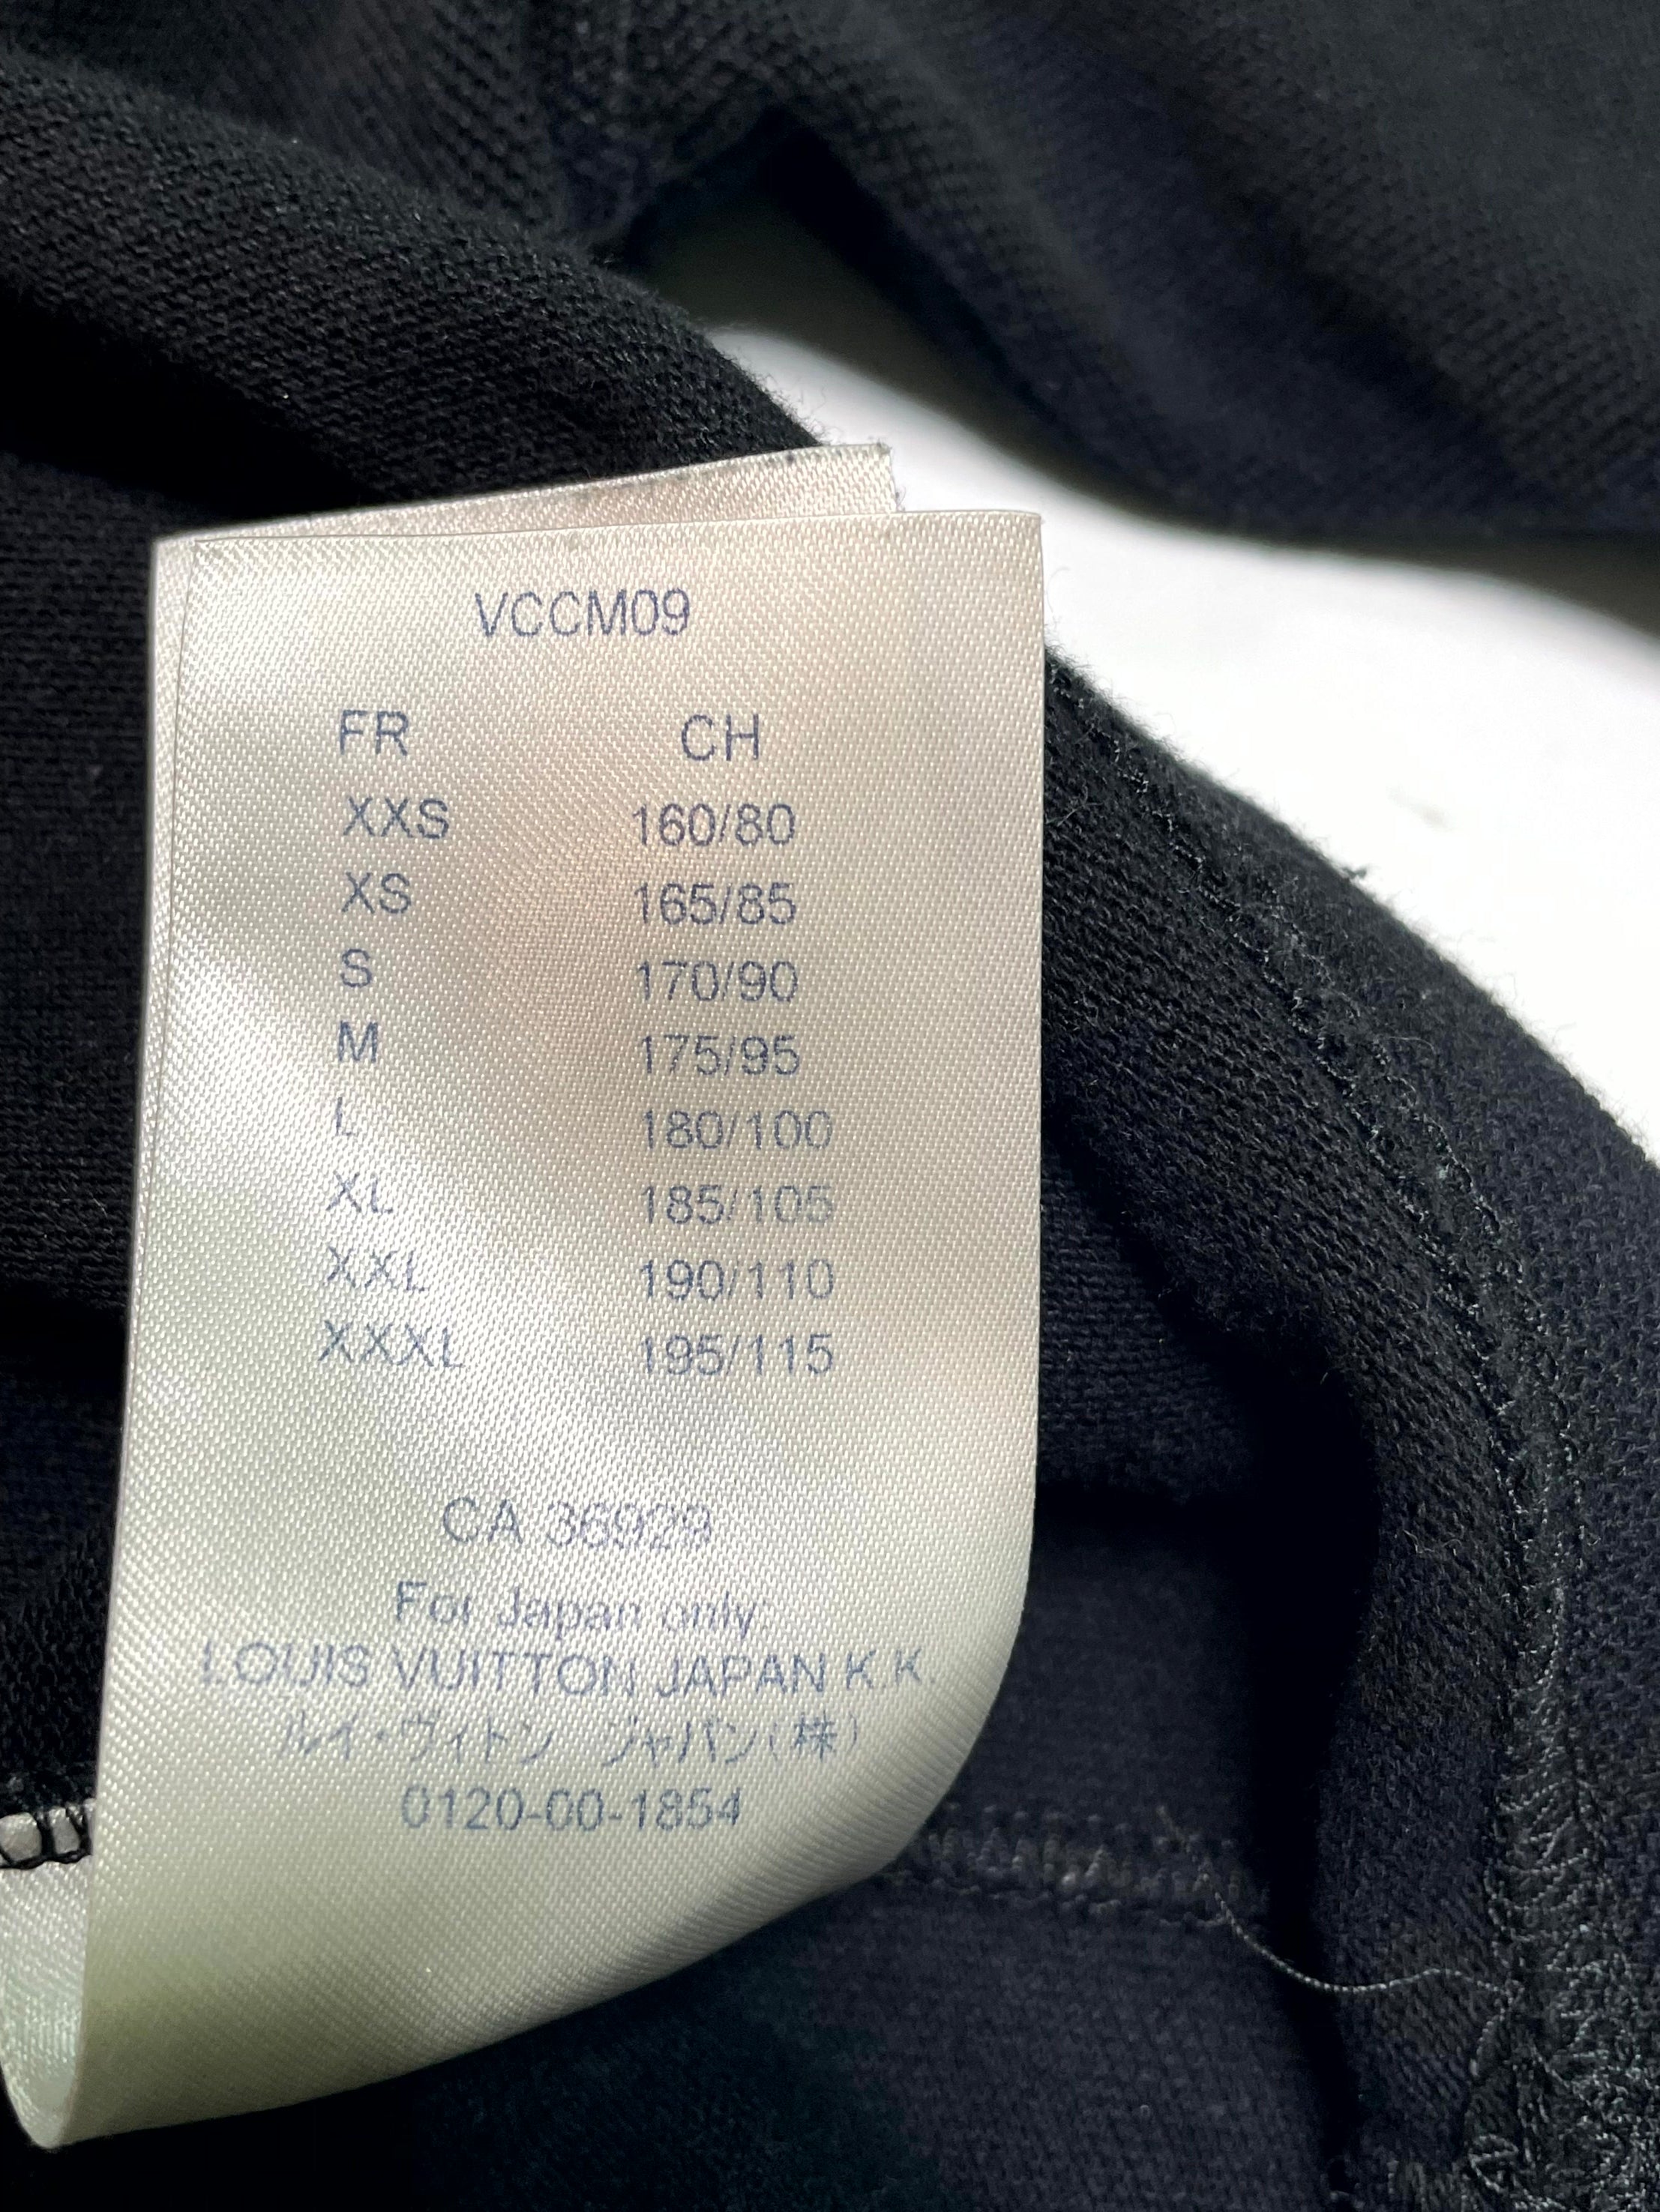 VCCM09
FR CH
XXS 160/80
XS 165/85
S 170/90
M 175/95
L 180/100
XL 185/105
XXL 190/110
XXXL 195/115
CA 36929
For Japan only:
LOUIS VUITTON JAPAN K.K.
ルイ・ヴィトン ジャパン(株)
0120-00-1854